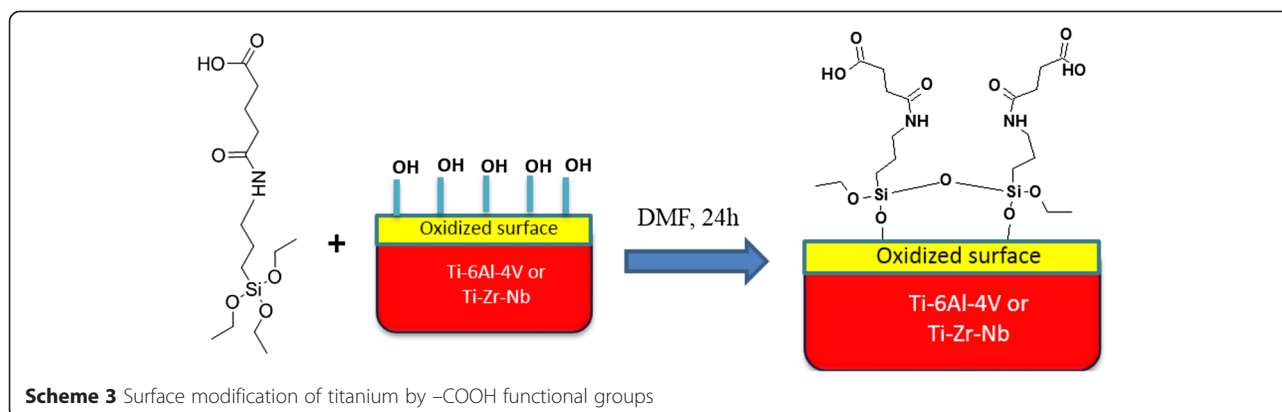 O
HO
O
NH
Si
O
O
O
+
OH
OH
OH
OH
OH
Oxidized surface
Ti-6Al-4V or
Ti-Zr-Nb
DMF, 24h
O
HO
O
NH
Si
O
O
O
O
HO
O
NH
Si
O
O
Oxidized surface
Ti-6Al-4V or
Ti-Zr-Nb
Scheme 3 Surface modification of titanium by –COOH functional groups